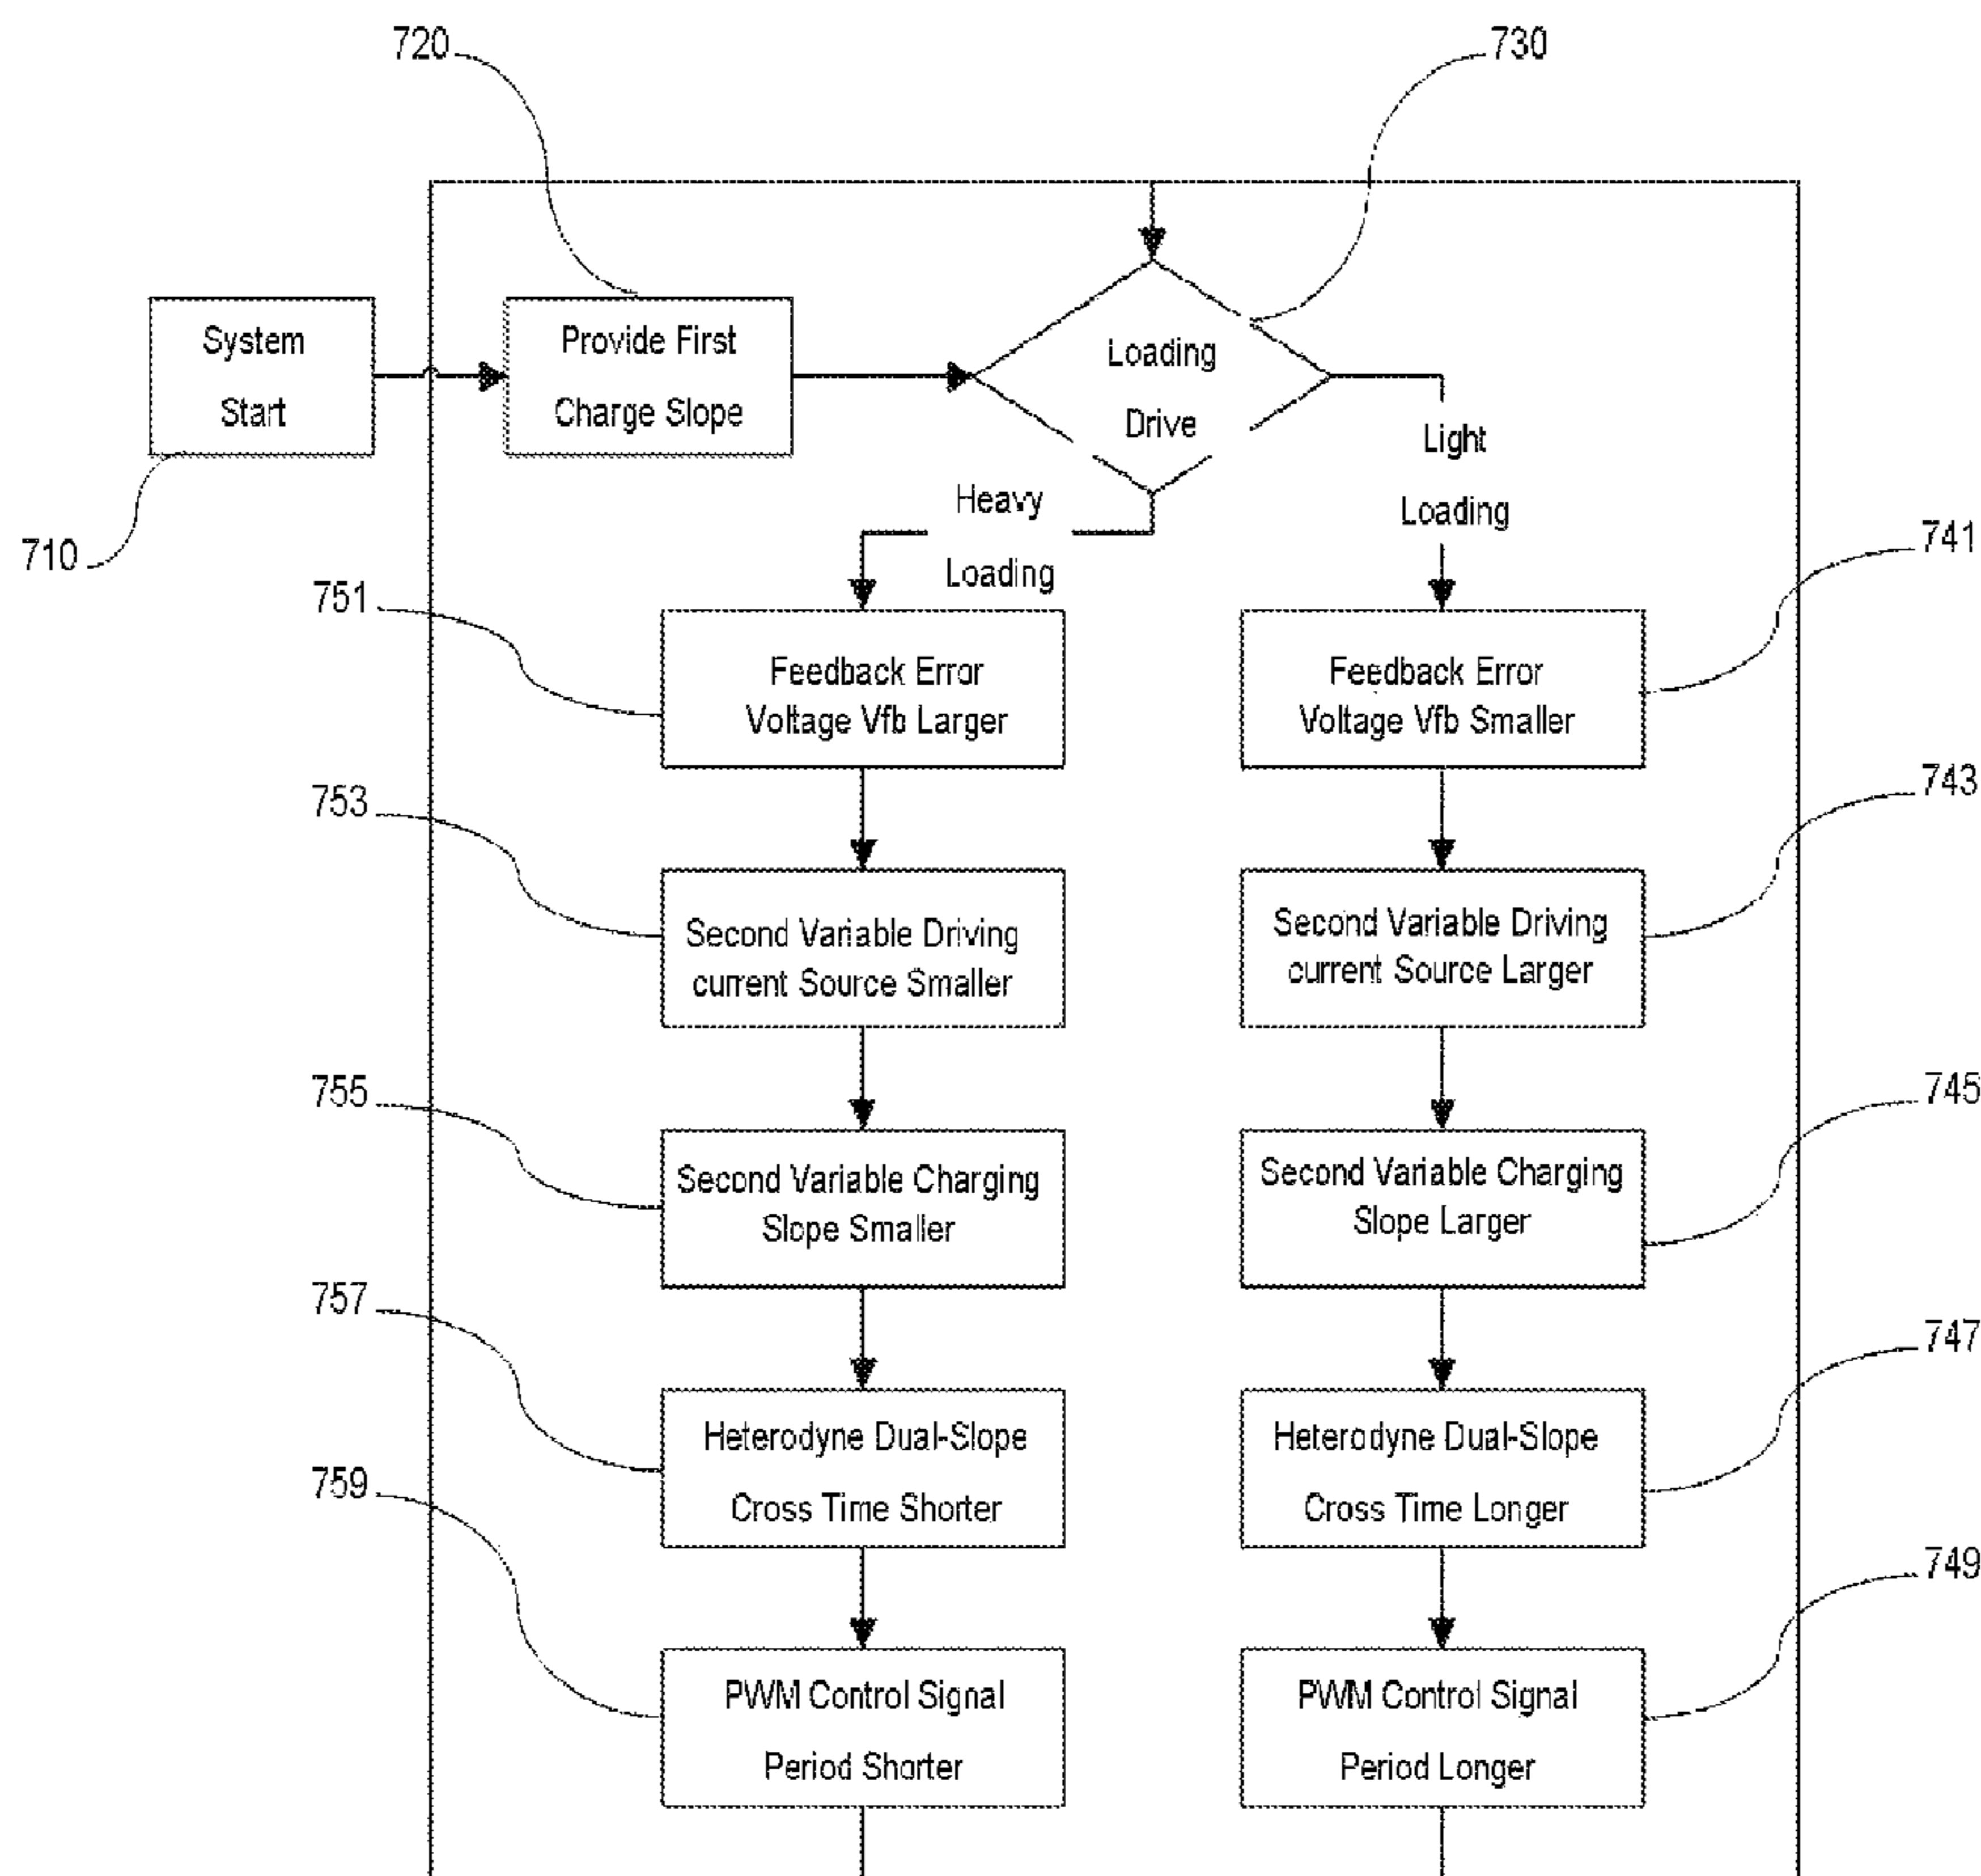 720
730
System
Start
Provide First
Charge Slope
Loading
Drive
Light
Loading
Heavy
Loading
710
751
741
Feedback Error
Voltage Vfb Larger
Feedback Error
Voltage Vfb Smaller
753
743
Second Variable Driving
current Source Smaller
Second Variable Driving
current Source Larger
755
745
Second Variable Charging
Slope Smaller
Second Variable Charging
Slope Larger
757
747
Heterodyne Dual-Slope
Cross Time Shorter
Heterodyne Dual-Slope
Cross Time Longer
759
749
PWM Control Signal
Period Shorter
PWM Control Signal
Period Longer